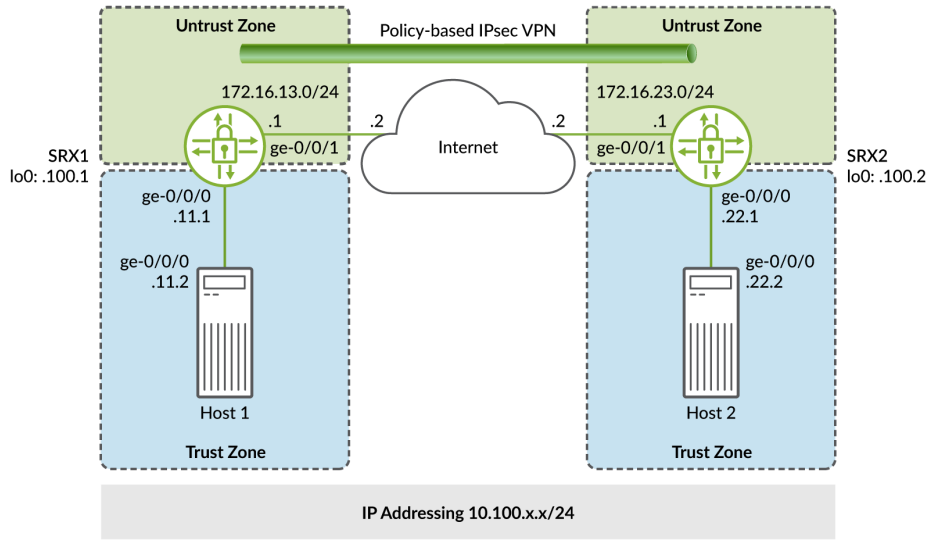 Untrust Zone
Policy-based IPsec VPN
Untrust Zone
172.16.13.0/24
172.16.23.0/24
.1
.2
.2
.1
ge-0/0/1
Internet
ge-0/0/1
SRX1
lo0: .100.1
SRX2
lo0: .100.2
ge-0/0/0
.11.1
ge-0/0/0
.22.1
ge-0/0/0
.11.2
ge-0/0/0
.22.2
Host 1
Host 2
Trust Zone
Trust Zone
IP Addressing 10.100.x.x/24